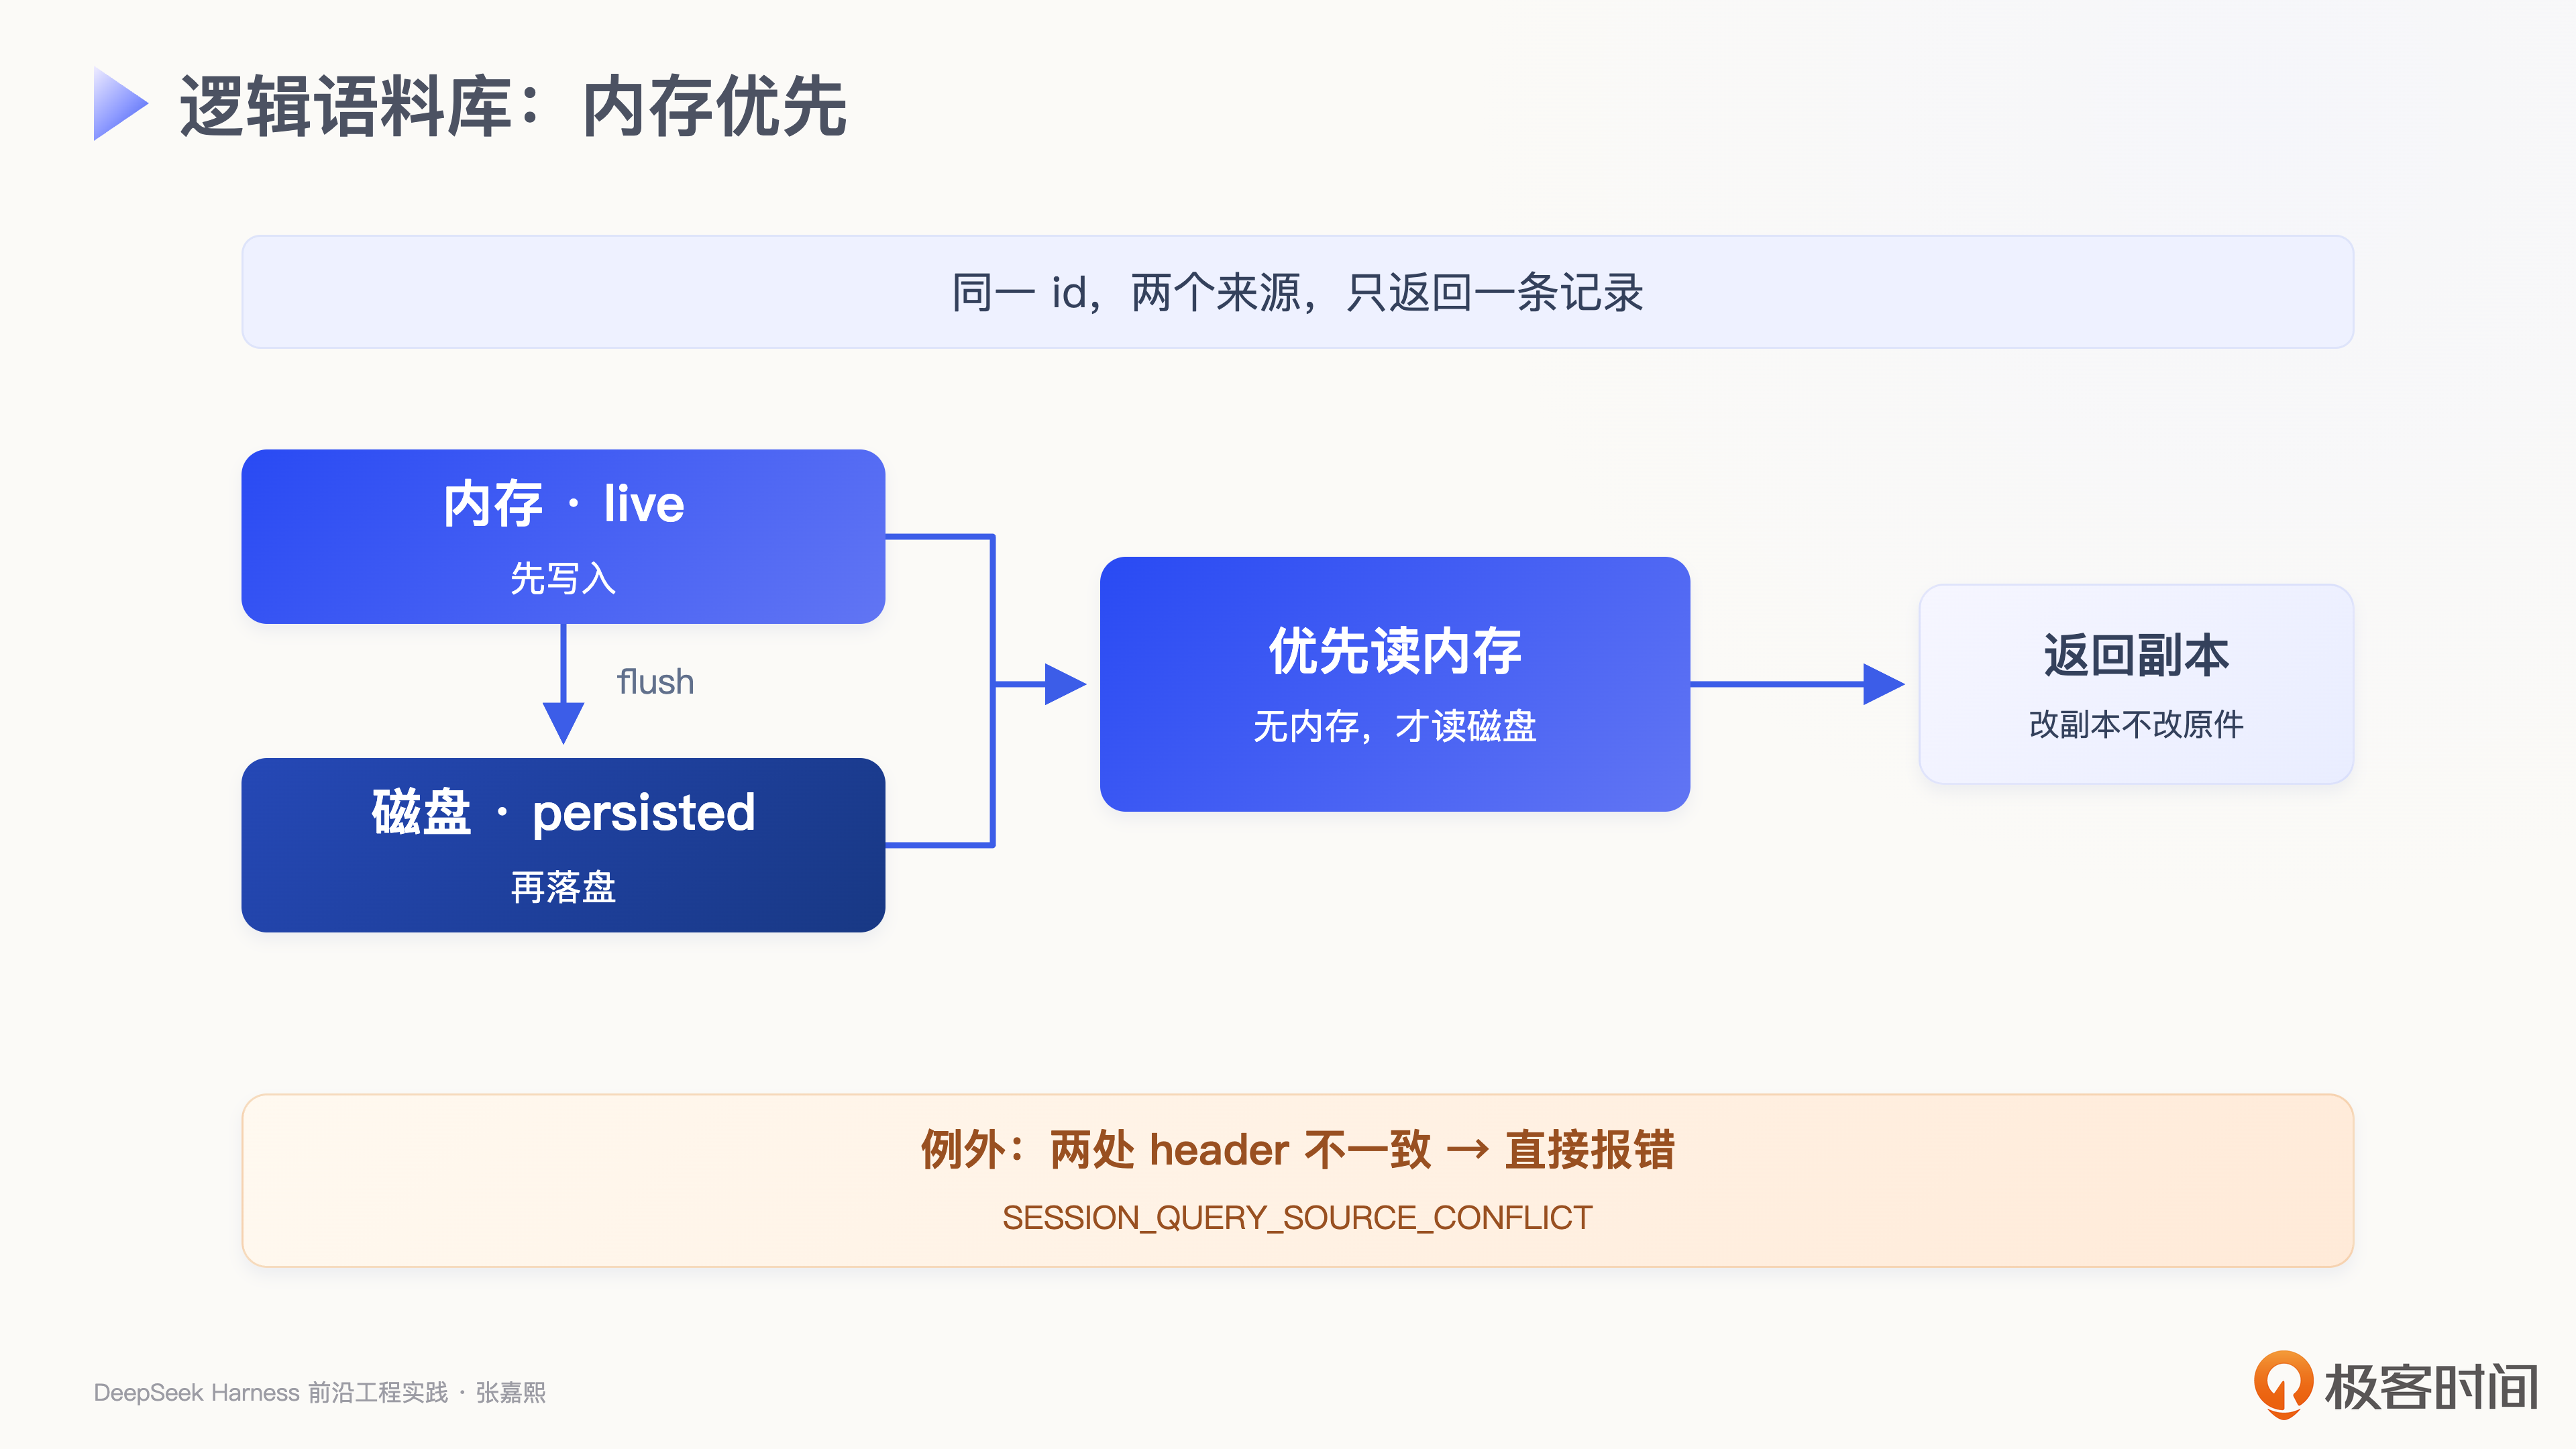 逻辑语料库：内存优先
同一 id，两个来源，只返回一条记录
内存 · live
先写入
flush
磁盘 · persisted
再落盘
优先读内存
无内存，才读磁盘
返回副本
改副本不改原件
例外：两处 header 不一致 → 直接报错
SESSION_QUERY_SOURCE_CONFLICT
DeepSeek Harness 前沿工程实践 · 张嘉熙
极客时间